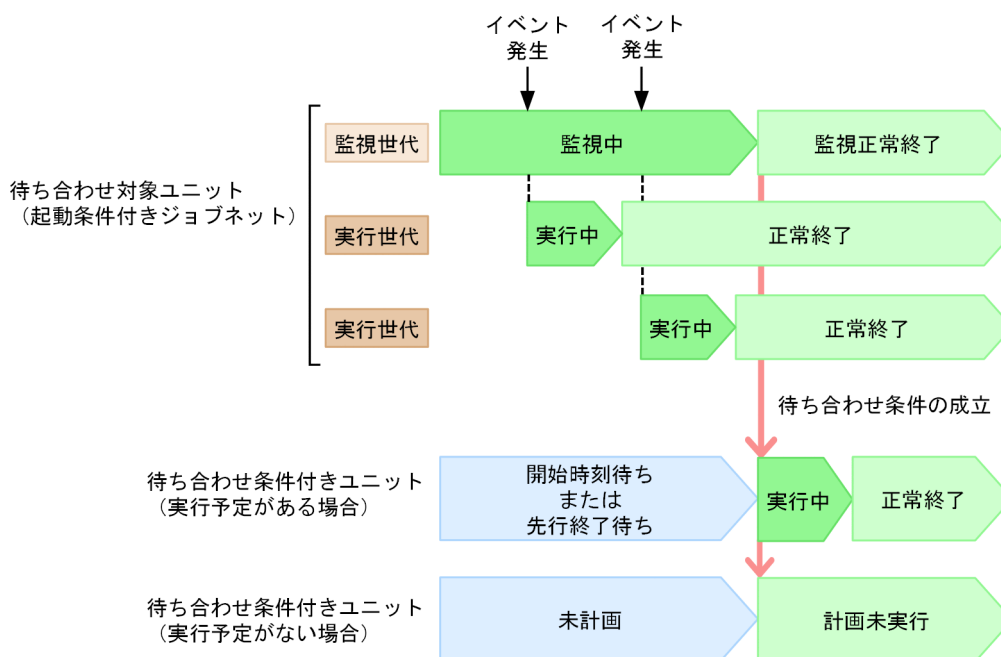 イベント
発生
イベント
発生
監視世代
監視中
監視正常終了
待ち合わせ対象ユニット
（起動条件付きジョブネット）
実行世代
実行中
正常終了
実行世代
実行中
正常終了
待ち合わせ条件の成立
待ち合わせ条件付きユニット
（実行予定がある場合）
開始時刻待ち
または
先行終了待ち
実行中
正常終了
待ち合わせ条件付きユニット
（実行予定がない場合）
未計画
計画未実行